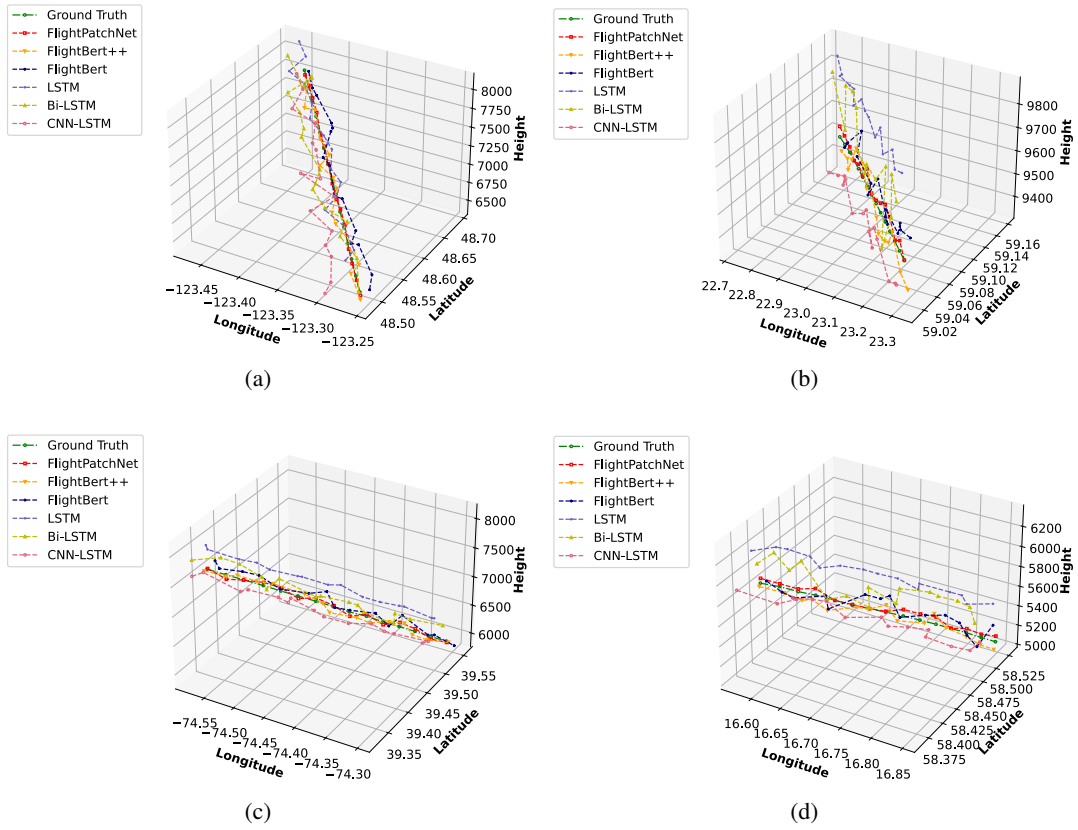 Ground Truth
FlightPatchNet
FlightBert++
FlightBert
LSTM
Bi-LSTM
CNN-LSTM
8000
7750
7500
7250
7000
6750
6500
Height
48.70
48.65
48.60
48.55
48.50
Latitude
−123.45
−123.40
−123.35
−123.30
−123.25
Longitude
(a)
Ground Truth
FlightPatchNet
FlightBert++
FlightBert
LSTM
Bi-LSTM
CNN-LSTM
9800
9700
9600
9500
9400
Height
59.16
59.14
59.12
59.10
59.08
59.06
59.04
59.02
Latitude
22.7
22.8
22.9
23.0
23.1
23.2
23.3
Longitude
(b)
Ground Truth
FlightPatchNet
FlightBert++
FlightBert
LSTM
Bi-LSTM
CNN-LSTM
8000
7500
7000
6500
6000
Height
39.55
39.50
39.45
39.40
39.35
Latitude
−74.55
−74.50
−74.45
−74.40
−74.35
−74.30
Longitude
(c)
Ground Truth
FlightPatchNet
FlightBert++
FlightBert
LSTM
Bi-LSTM
CNN-LSTM
6200
6000
5800
5600
5400
5200
5000
Height
58.525
58.500
58.475
58.450
58.425
58.400
58.375
Latitude
16.60
16.65
16.70
16.75
16.80
16.85
Longitude
(d)